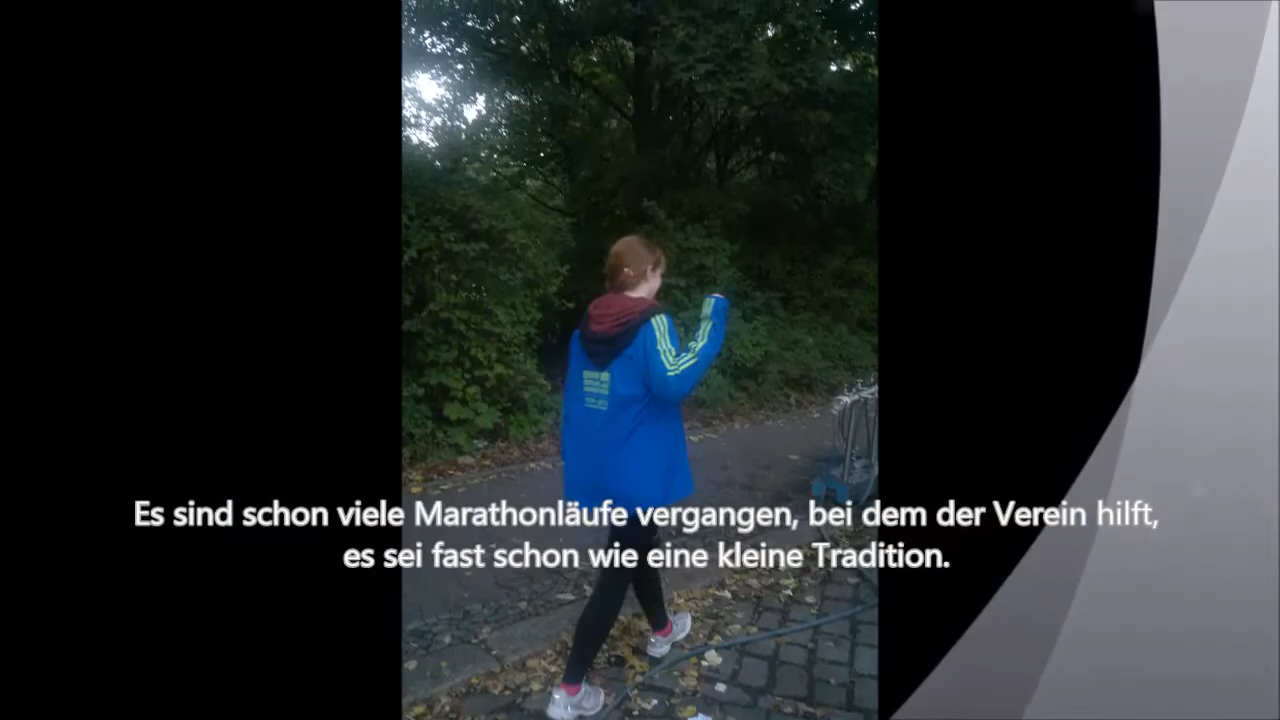 Es sind schon viele Marathonläufe vergangen, bei dem der Verein hilft,
es sei fast schon wie eine kleine Tradition.